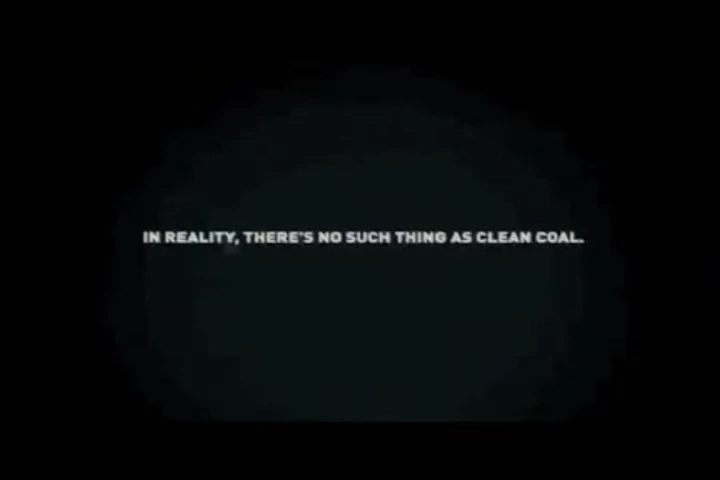 IN REALITY, THERE'S NO SUCH THING AS CLEAN COAL.